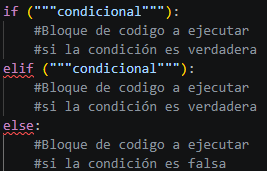 if ("""condicional"""):
    #Bloque de codigo a ejecutar
    #si la condición es verdadera
elif ("""condicional"""):
    #Bloque de codigo a ejecutar
    #si la condición es verdadera
else:
    #Bloque de codigo a ejecutar
    #si la condición es falsa